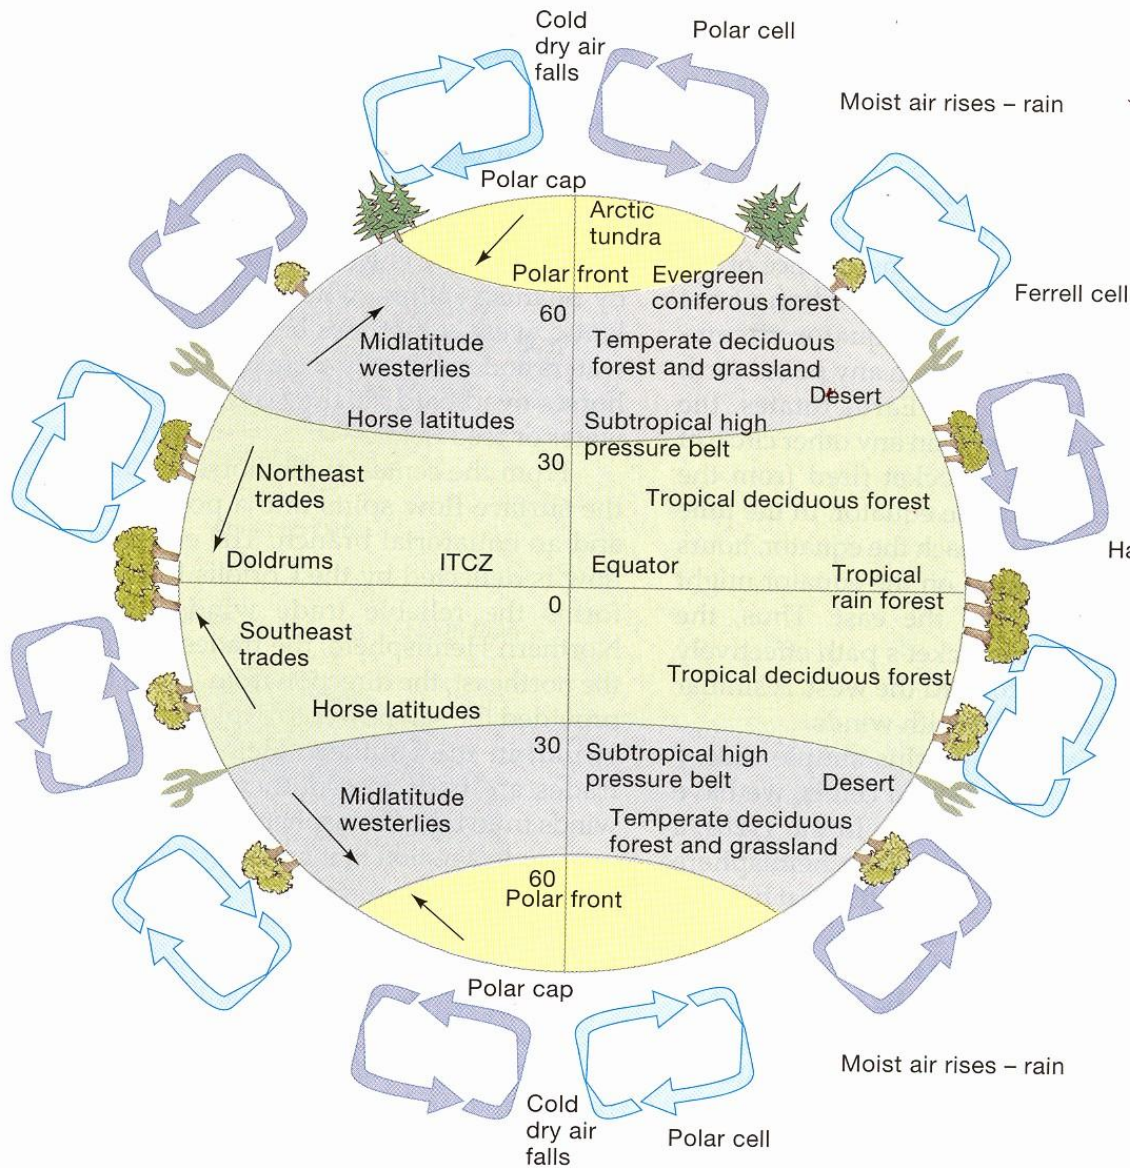 Cold
dry air
falls
Polar cell
Moist air rises – rain
Polar cap
Arctic
tundra
Polar front
Evergreen
coniferous forest
60
Ferrell cell
Midlatitude
westerlies
Temperate deciduous
forest and grassland
Desert
Horse latitudes
Subtropical high
pressure belt
30
Northeast
trades
Tropical deciduous forest
Doldrums
ITCZ
Equator
Ha
Tropical
rain forest
0
Southeast
trades
Tropical deciduous forest
Horse latitudes
30
Subtropical high
pressure belt
Desert
Midlatitude
westerlies
Temperate deciduous
forest and grassland
60
Polar front
Polar cap
Moist air rises – rain
Cold
dry air
falls
Polar cell